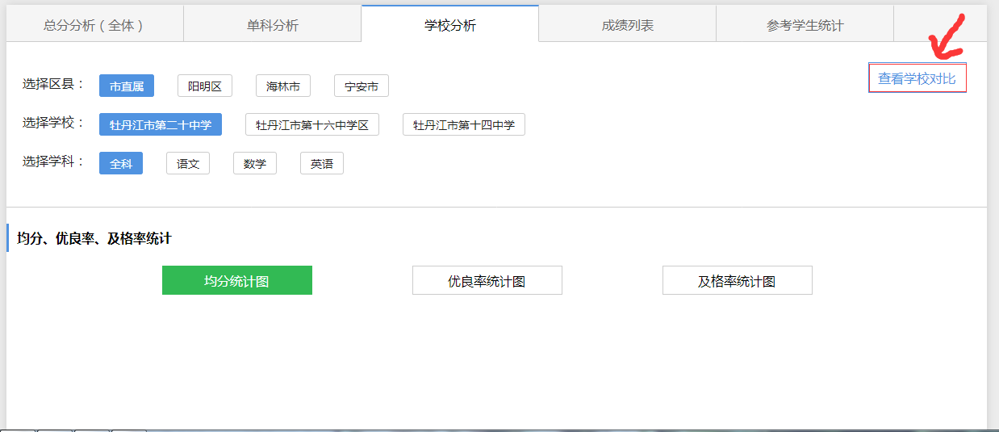 总分分析（全体） 单科分析 学校分析 成绩列表 参考学生统计
查看学校对比
选择区县： 市直属 阳明区 海林市 宁安市
选择学校： 牡丹江市第二十中学 牡丹江市第十六中学区 牡丹江市第十四中学
选择学科： 全科 语文 数学 英语
均分、优良率、及格率统计
均分统计图 优良率统计图 及格率统计图